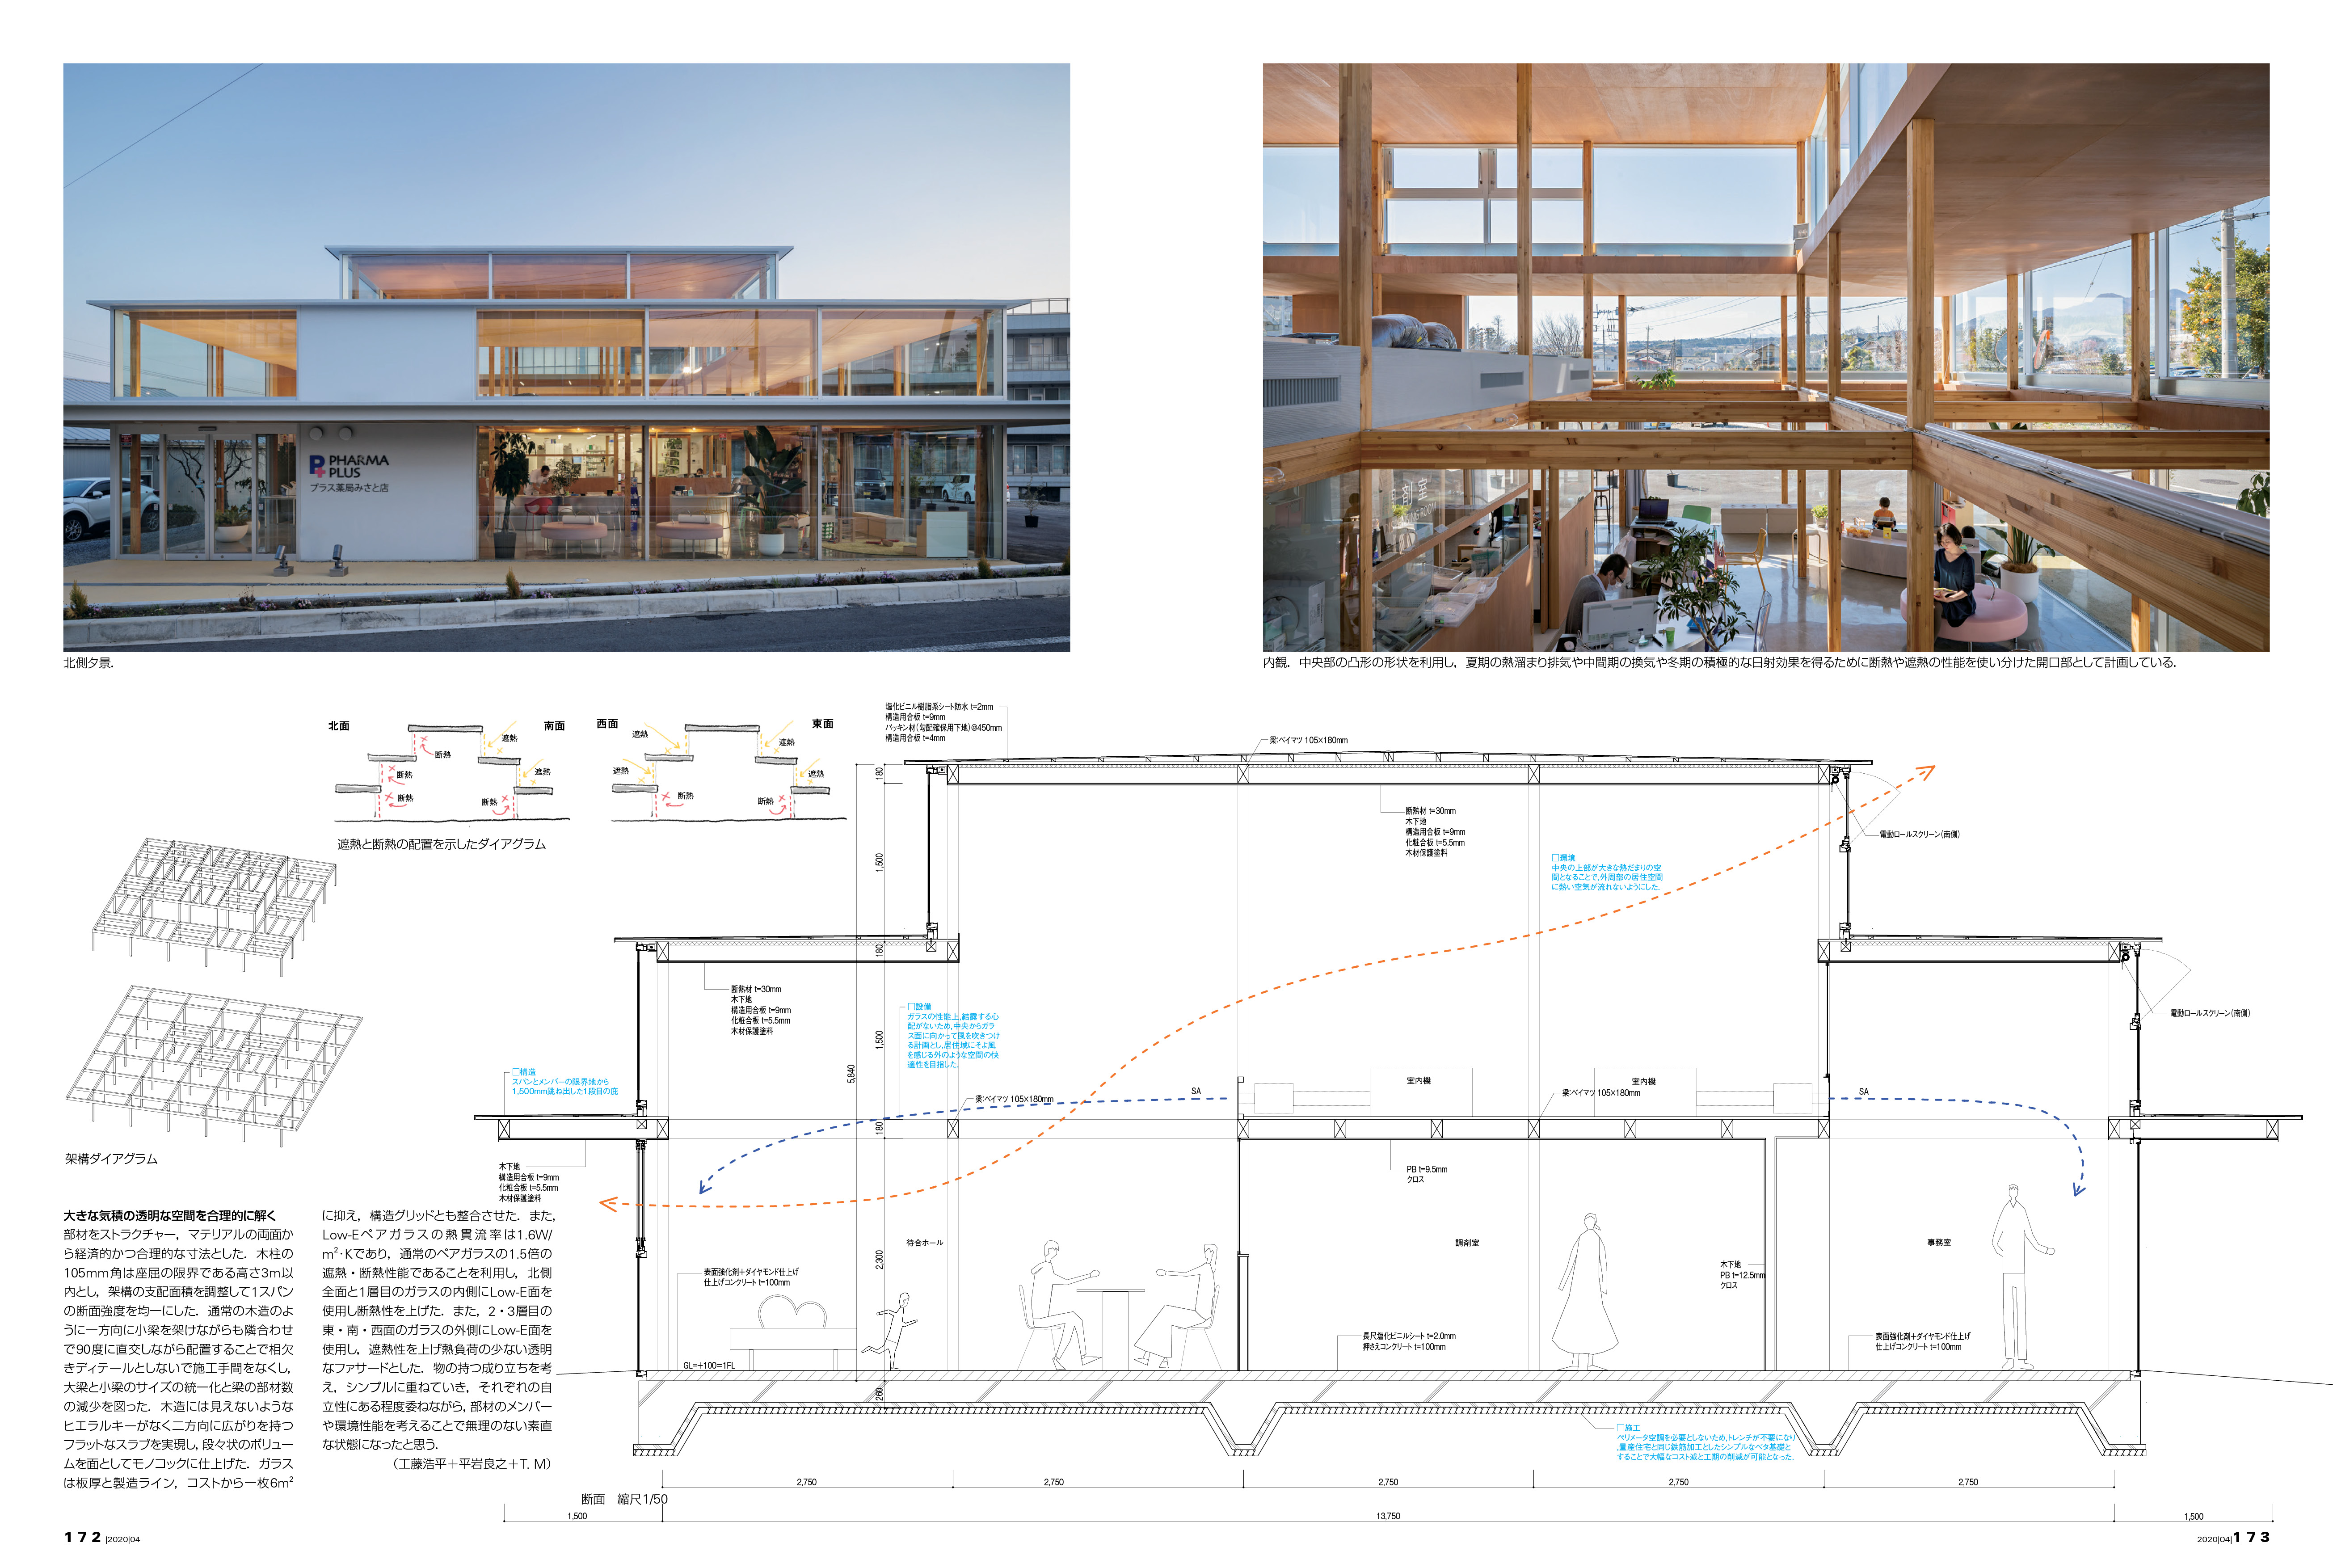 PHARMA
PLUS
プラス薬局みさと店
北側夕景．
内観．中央部の凸形の形状を利用し，夏期の熱溜まり排気や中間期の換気や冬期の積極的な日射効果を得るために断熱や遮熱の性能を使い分けた開口部として計画している．
北面
南面
遮熱
断熱
遮熱
断熱
断熱
断熱
西面
東面
遮熱
遮熱
遮熱
遮熱
断熱
断熱
遮熱と断熱の配置を示したダイアグラム
架構ダイアグラム
塩化ビニル樹脂系シート防水 t=2mm
構造用合板 t=9mm
パッキン材（勾配確保用下地）@450mm
構造用合板 t=4mm
梁:ベイマツ 105×180mm
断熱材 t=30mm
木下地
構造用合板 t=9mm
化粧合板 t=5.5mm
木材保護塗料
□環境
中央の上部が大きな熱だまりの空
間となることで，外周部の居住空間
に熱い空気が流れないようにした．
電動ロールスクリーン（南側）
180
1,500
180
1,500
5,840
180
2,300
260
断熱材 t=30mm
木下地
構造用合板 t=9mm
化粧合板 t=5.5mm
木材保護塗料
□設備
ガラスの性能上，結露する心
配がないため，中央からガラ
ス面に向かって風を吹きつけ
る計画とし，居住域にそよ風
を感じる外のような空間の快
適性を目指した．
電動ロールスクリーン（南側）
□構造
スパンとメンバーの限界地から
1,500mm跳ね出した1段目の庇
梁:ベイマツ 105×180mm
SA
室内機
室内機
梁:ベイマツ 105×180mm
SA
木下地
構造用合板 t=9mm
化粧合板 t=5.5mm
木材保護塗料
PB t=9.5mm
クロス
待合ホール
調剤室
事務室
表面強化剤＋ダイヤモンド仕上げ
仕上げコンクリート t=100mm
木下地
PB t=12.5mm
クロス
長尺塩化ビニルシート t=2.0mm
押さえコンクリート t=100mm
表面強化剤＋ダイヤモンド仕上げ
仕上げコンクリート t=100mm
GL=+100=1FL
□施工
ペリメータ空調を必要としないため，トレンチが不要になり
，量産住宅と同じ鉄筋加工としたシンプルなベタ基礎と
することで大幅なコスト減と工期の削減が可能となった．
2,750
2,750
2,750
2,750
2,750
断面　縮尺1/50
1,500
13,750
1,500
大きな気積の透明な空間を合理的に解く
部材をストラクチャー，マテリアルの両面か
ら経済的かつ合理的な寸法とした．木柱の
105mm角は座屈の限界である高さ3m以
内とし，架構の支配面積を調整して1スパン
の断面強度を均一にした．通常の木造のよ
うに一方向に小梁を架けながらも隣合わせ
で90度に直交しながら配置することで相欠
きディテールとしないで施工手間をなくし，
大梁と小梁のサイズの統一化と梁の部材数
の減少を図った．木造には見えないような
ヒエラルキーがなく二方向に広がりを持つ
フラットなスラブを実現し，段々状のボリュー
ムを面としてモノコックに仕上げた．ガラス
は板厚と製造ライン，コストから一枚6m²
に抑え，構造グリッドとも整合させた．また，
Low-Eペアガラスの熱貫流率は1.6W/
m²･Kであり，通常のペアガラスの1.5倍の
遮熱・断熱性能であることを利用し，北側
全面と1層目のガラスの内側にLow-E面を
使用し断熱性を上げた．また，2・3層目の
東・南・西面のガラスの外側にLow-E面を
使用し，遮熱性を上げ熱負荷の少ない透明
なファサードとした．物の持つ成り立ちを考
え，シンプルに重ねていき，それぞれの自
立性にある程度委ねながら，部材のメンバー
や環境性能を考えることで無理のない素直
な状態になったと思う．
（工藤浩平＋平岩良之＋T. M）
172 |2020|04
2020|04|173